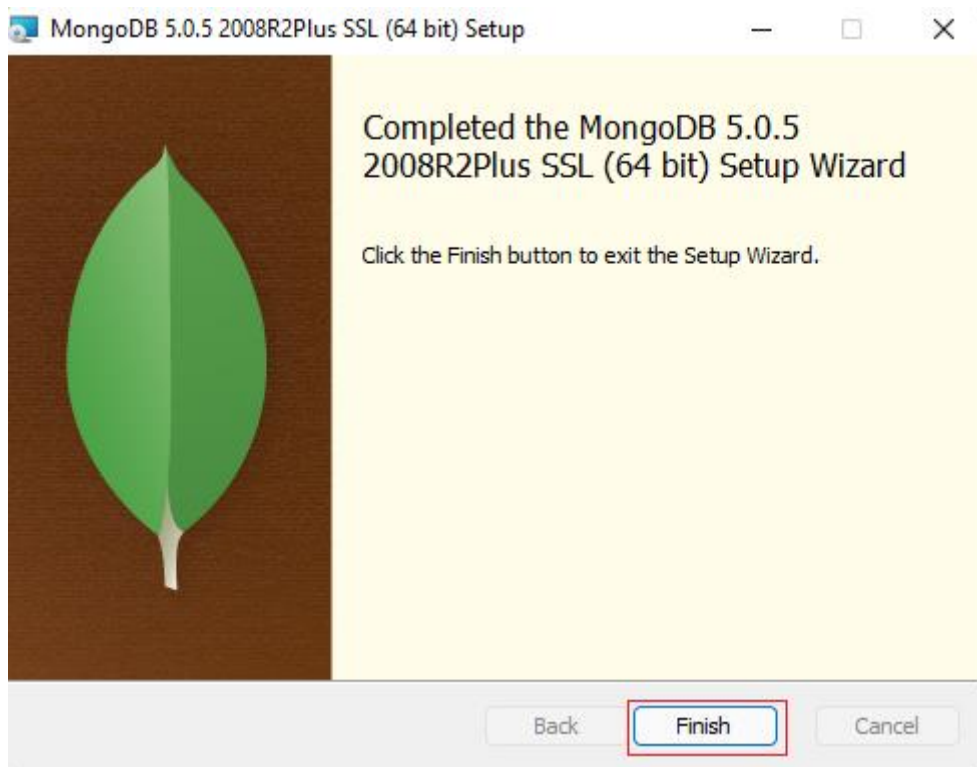 MongoDB 5.0.5 2008R2Plus SSL (64 bit) Setup
Completed the MongoDB 5.0.5
2008R2Plus SSL (64 bit) Setup Wizard
Click the Finish button to exit the Setup Wizard.
Back Finish Cancel